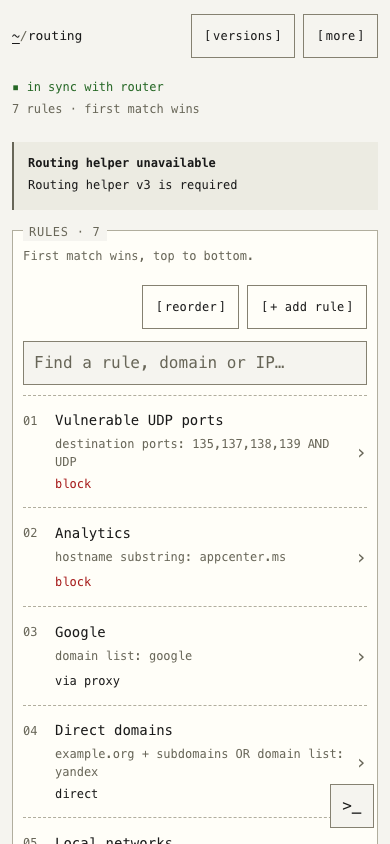 ~/routing
[versions]
[more]
in sync with router
7 rules · first match wins
Routing helper unavailable
Routing helper v3 is required
RULES · 7
First match wins, top to bottom.
[reorder]
[+ add rule]
Find a rule, domain or IP…
01 Vulnerable UDP ports
destination ports: 135,137,138,139 AND
UDP
block
›
02 Analytics
hostname substring: appcenter.ms
block
›
03 Google
domain list: google
via proxy
›
04 Direct domains
example.org + subdomains OR domain list:
yandex
direct
›
>_
05 Local networks